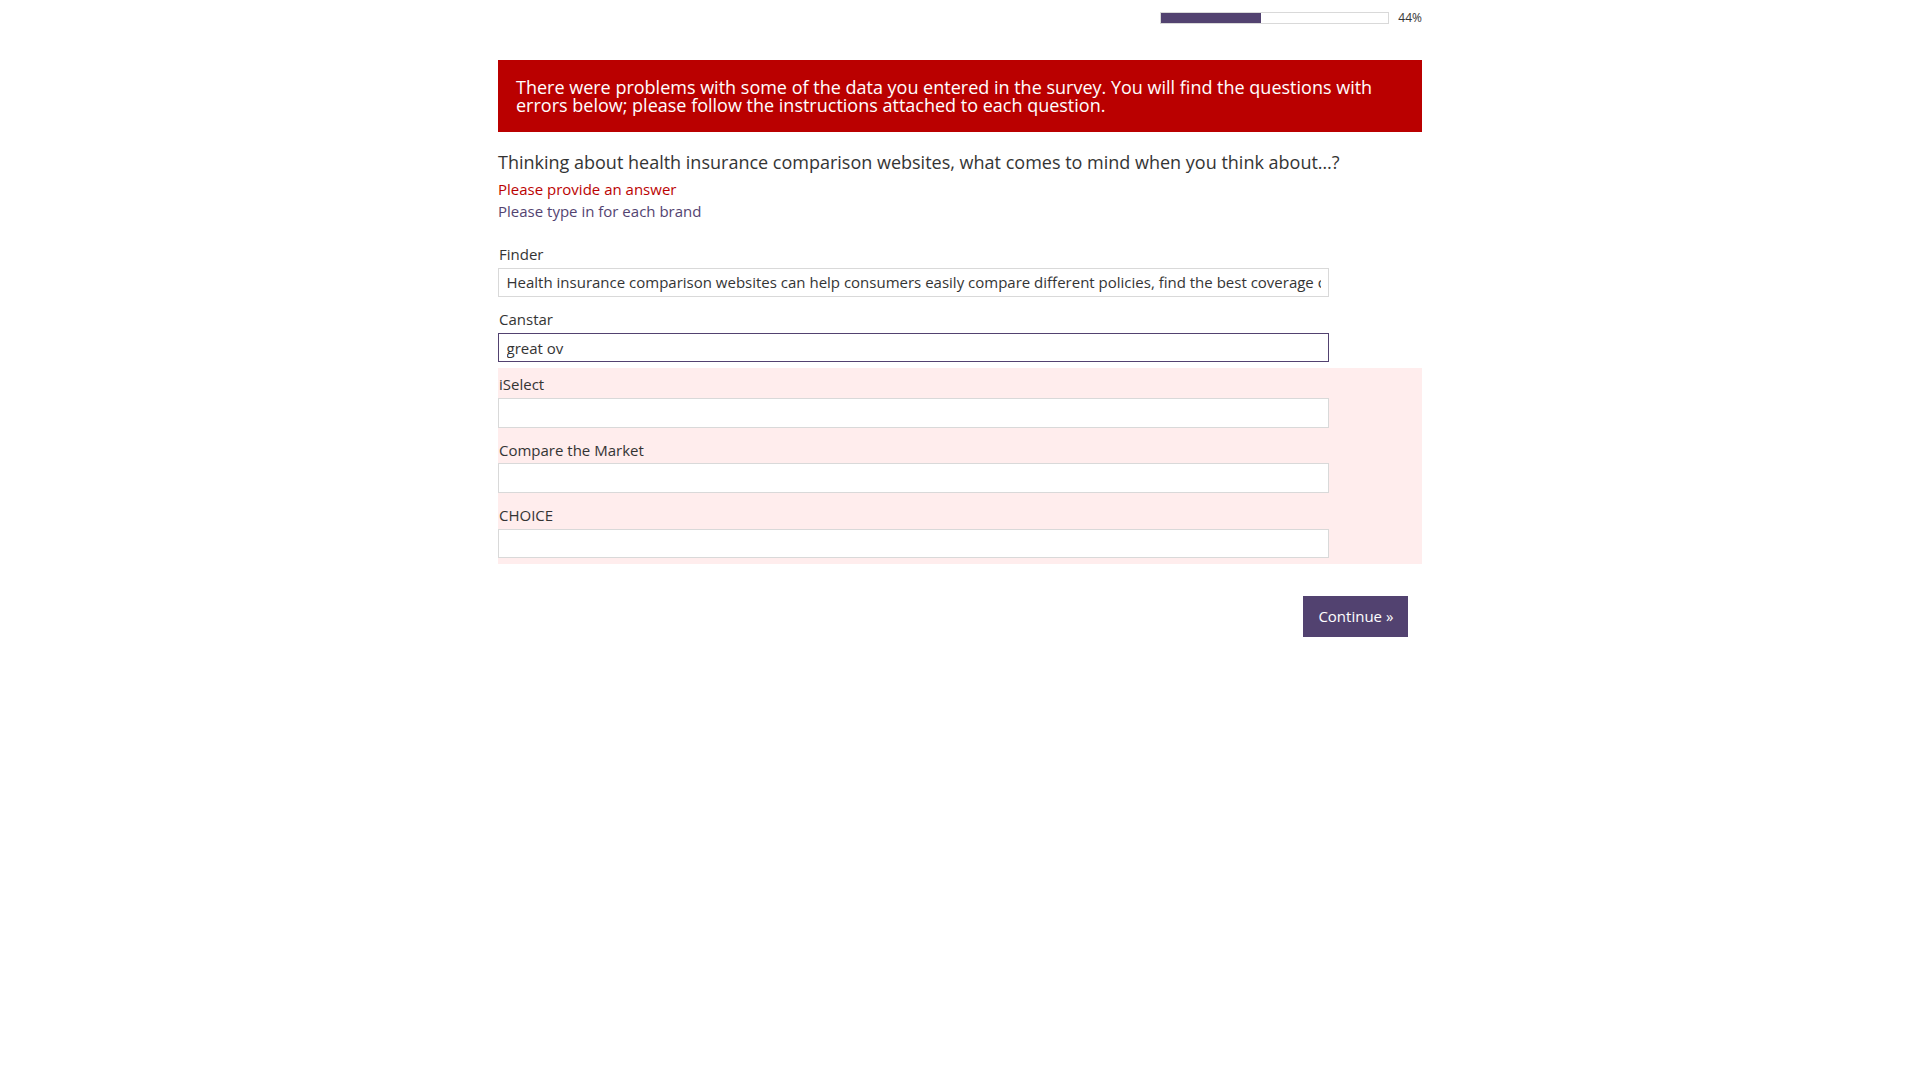 44%
There were problems with some of the data you entered in the survey. You will find the questions with
errors below; please follow the instructions attached to each question.
Thinking about health insurance comparison websites, what comes to mind when you think about...?
Please provide an answer
Please type in for each brand
Finder
Health insurance comparison websites can help consumers easily compare different policies, find the best coverage
Canstar
great ov
iSelect
Compare the Market
CHOICE
Continue »